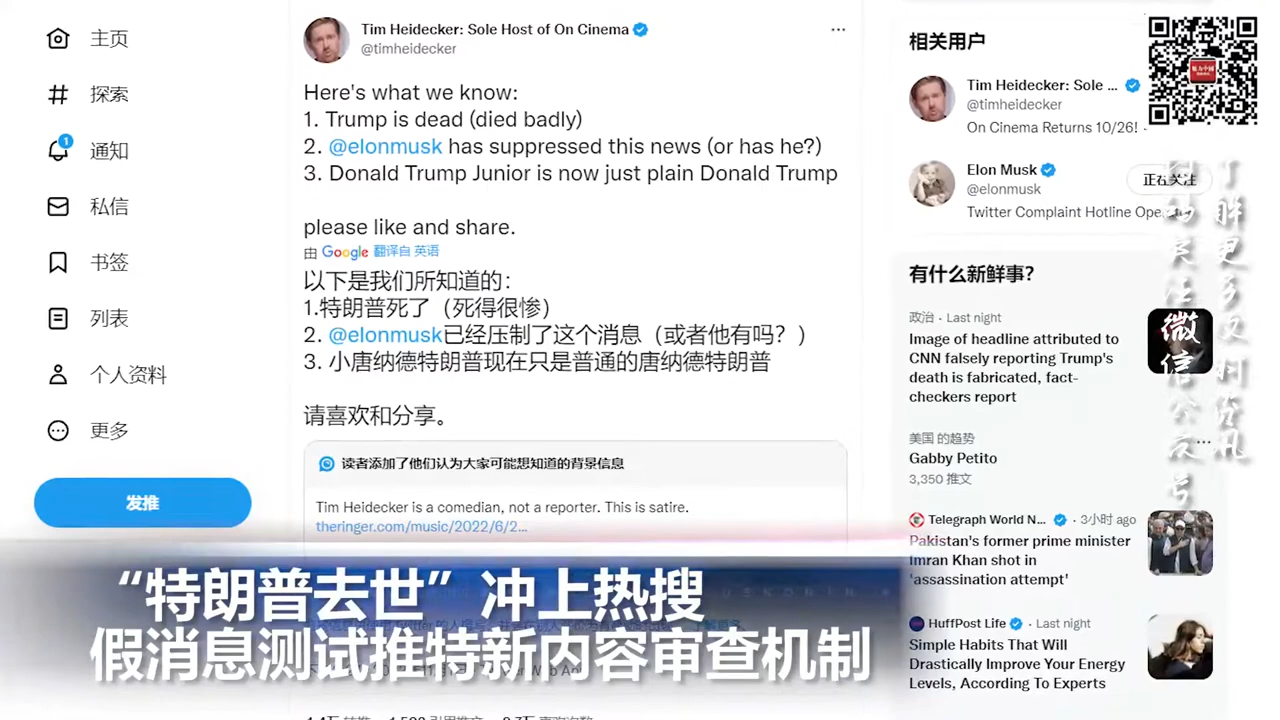 主页
探索
1
通知
私信
书签
列表
个人资料
更多
发推
Tim Heidecker: Sole Host of On Cinema
@timheidecker
Here's what we know:
1. Trump is dead (died badly)
2. @elonmusk has suppressed this news (or has he?)
3. Donald Trump Junior is now just plain Donald Trump
please like and share.
由 Google 翻译自 英语
以下是我们所知道的：
1.特朗普死了（死得很惨）
2. @elonmusk已经压制了这个消息（或者他有吗？）
3. 小唐纳德特朗普现在只是普通的唐纳德特朗普
请喜欢和分享。
读者添加了他们认为大家可能想知道的背景信息
Tim Heidecker is a comedian, not a reporter. This is satire.
theringer.com/music/2022/6/2...
“特朗普去世”冲上热搜
假消息测试推特新内容审查机制
相关用户
Tim Heidecker: Sole ...
@timheidecker
On Cinema Returns 10/26! -
Elon Musk
@elonmusk
正在关注
Twitter Complaint Hotline
有什么新鲜事？
政治 · Last night
Image of headline attributed to
CNN falsely reporting Trump's
death is fabricated, fact-
checkers report
美国 的趋势
Gabby Petito
3,350 推文
Telegraph World N... · 3小时 ago
Pakistan's former prime minister
Imran Khan shot in
'assassination attempt'
HuffPost Life · Last night
Simple Habits That Will
Drastically Improve Your Energy
Levels, According To Experts
微信公众号